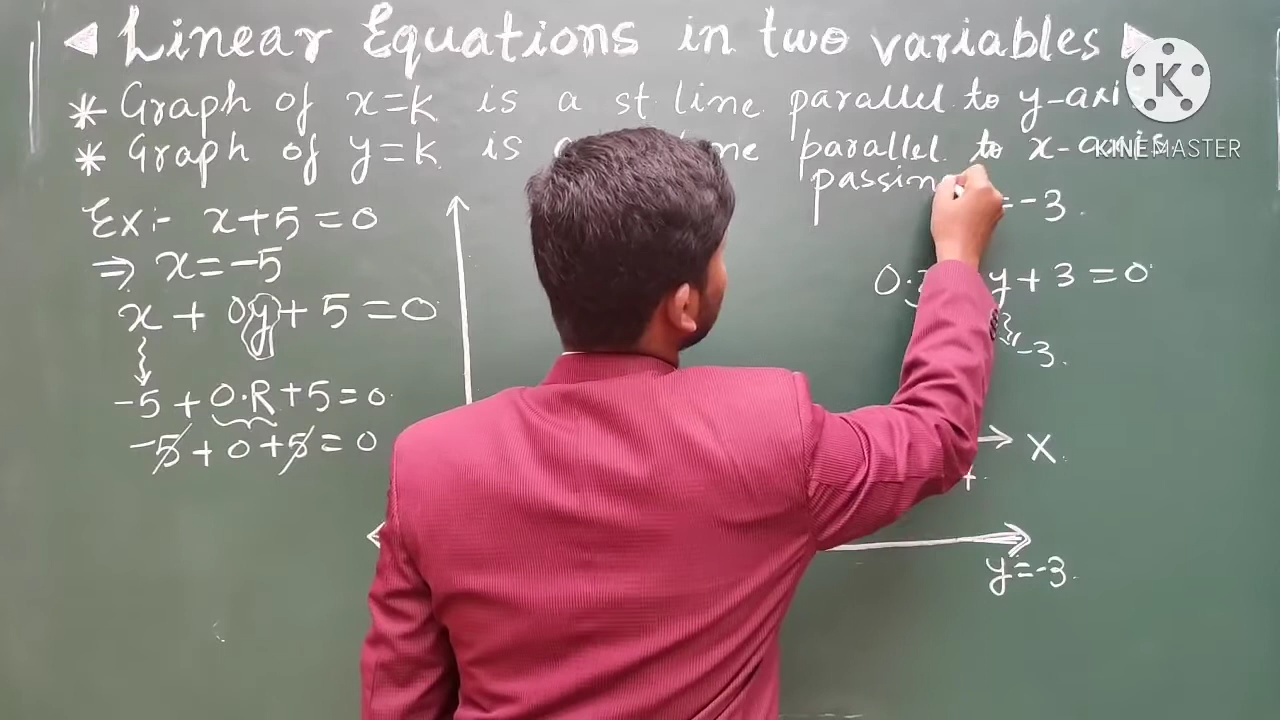 Linear Equations in two variables
* Graph of x=k is a st line parallel to y-axis
* Graph of y=k is a parallel to x-axis
passing
Ex:- x+5=0
⇒ x=-5
x + 0y + 5 = 0
-5 + 0·R + 5 = 0
-5 + 0 + 5 = 0
=-3.
y + 3 = 0
-3.
X
+
y=-3.
K
KINEMASTER